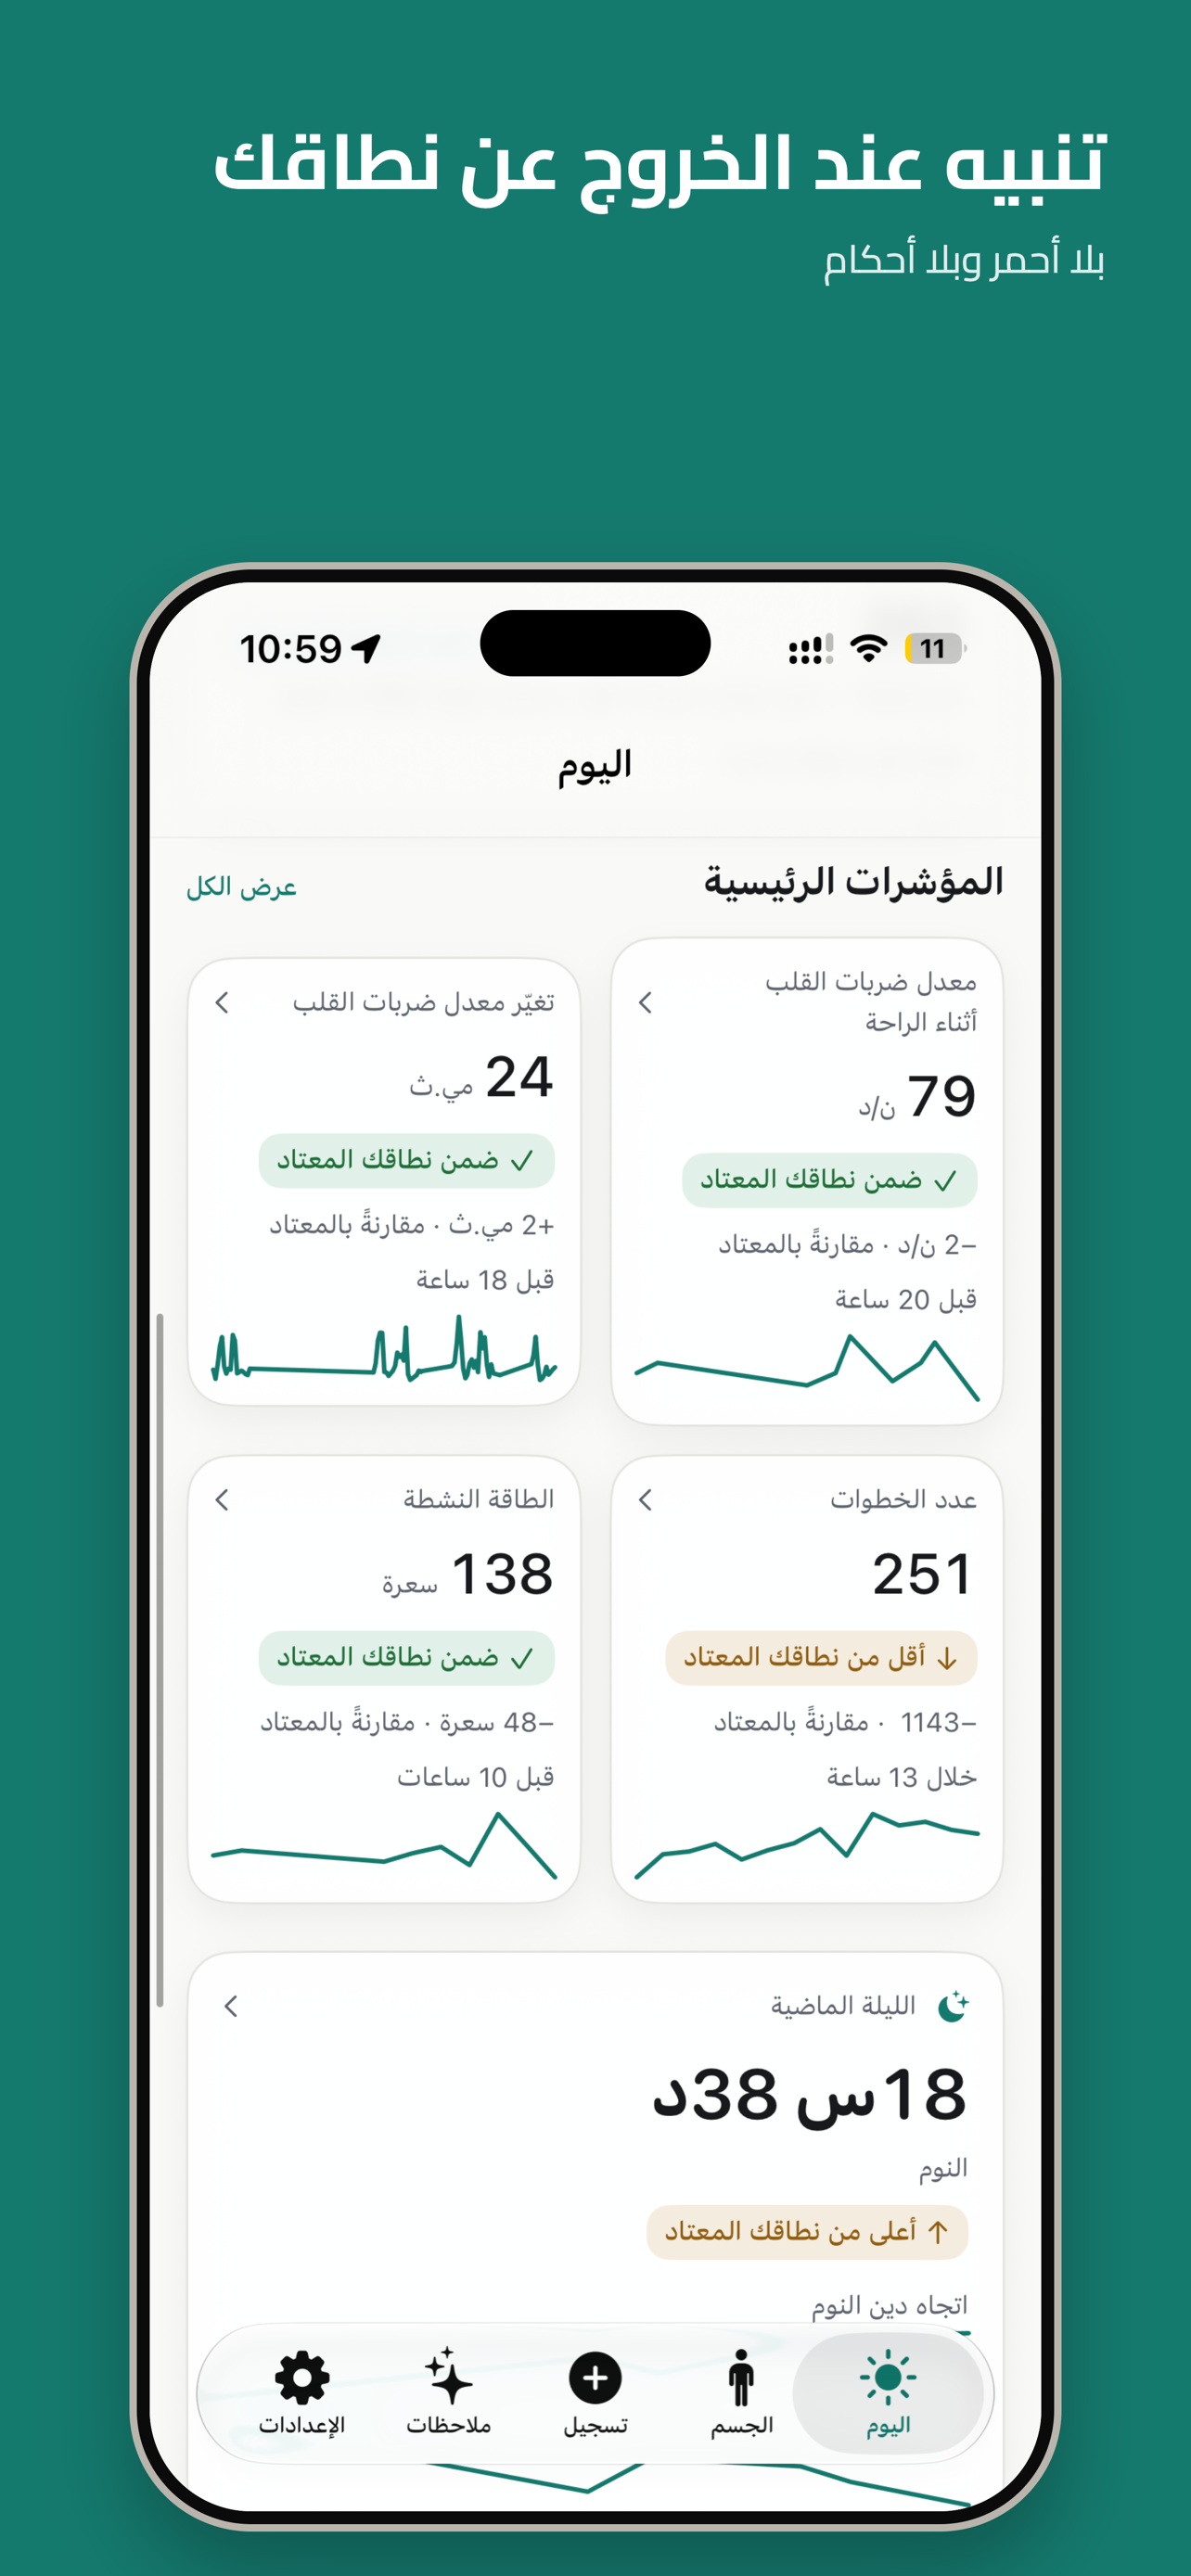 تنبيه عند الخروج عن نطاقك
بلا أحمر وبلا أحكام
10:59
11
اليوم
المؤشرات الرئيسية
عرض الكل
معدل ضربات القلب
أثناء الراحة
79 ن/د
ضمن نطاقك المعتاد
–2 ن/د · مقارنةً بالمعتاد
قبل 20 ساعة
تغيّر معدل ضربات القلب
24 مي.ث
ضمن نطاقك المعتاد
+2 مي.ث · مقارنةً بالمعتاد
قبل 18 ساعة
عدد الخطوات
251
أقل من نطاقك المعتاد
–1143 · مقارنةً بالمعتاد
خلال 13 ساعة
الطاقة النشطة
138 سعرة
ضمن نطاقك المعتاد
–48 سعرة · مقارنةً بالمعتاد
قبل 10 ساعات
الليلة الماضية
18س 38د
النوم
أعلى من نطاقك المعتاد
اتجاه دين النوم
اليوم
الجسم
تسجيل
ملاحظات
الإعدادات